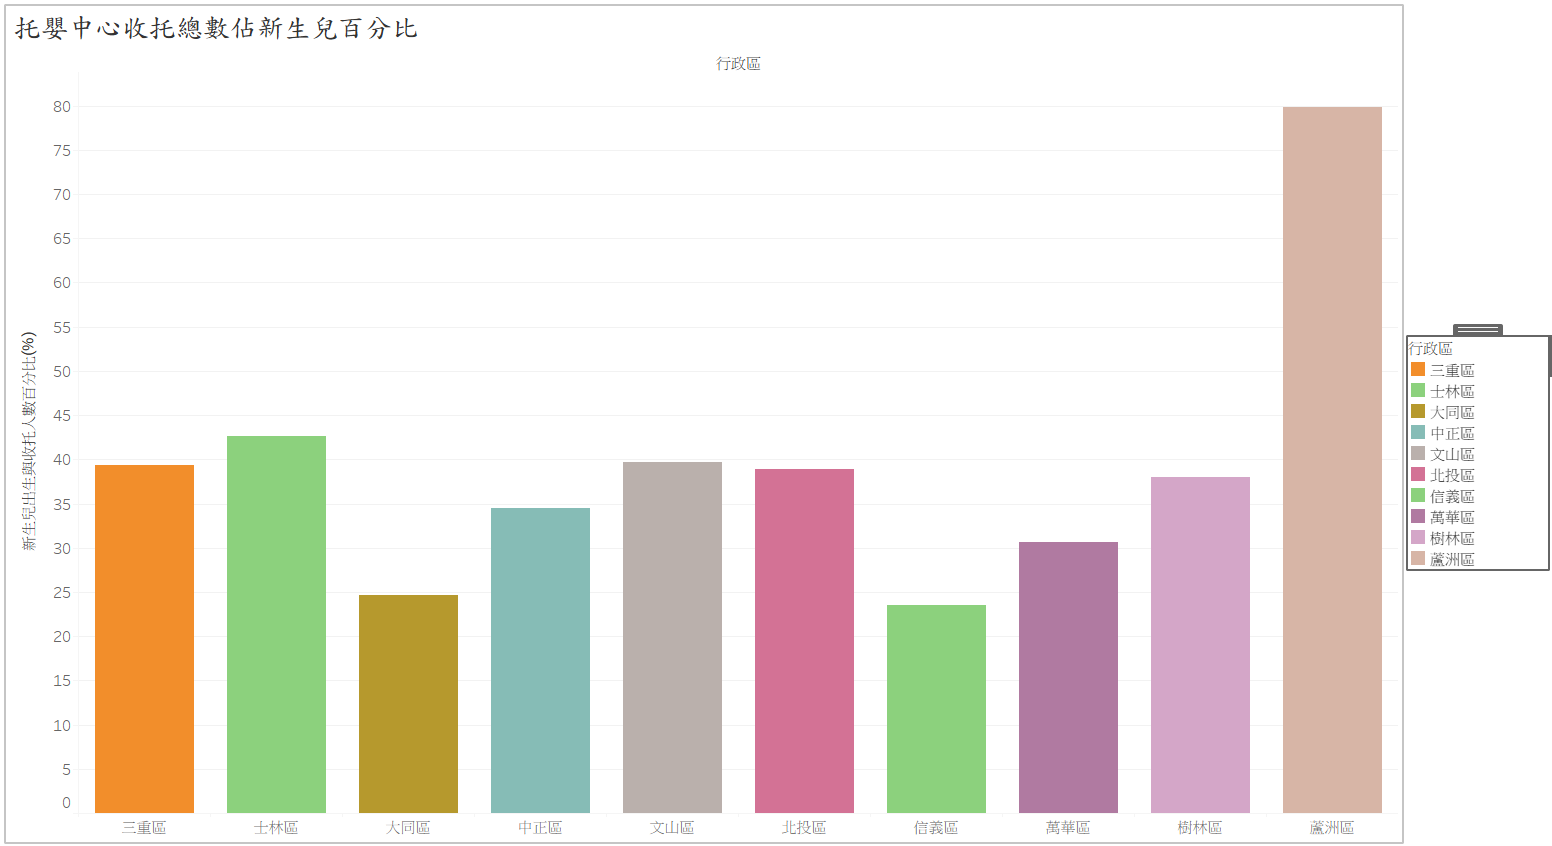 托嬰中心收托總數佔新生兒百分比
行政區
80
75
70
65
60
55
50
45
40
35
30
25
20
15
10
5
0
新生兒出生與收托人數百分比(%)
三重區 士林區 大同區 中正區 文山區 北投區 信義區 萬華區 樹林區 蘆洲區
行政區
三重區
士林區
大同區
中正區
文山區
北投區
信義區
萬華區
樹林區
蘆洲區